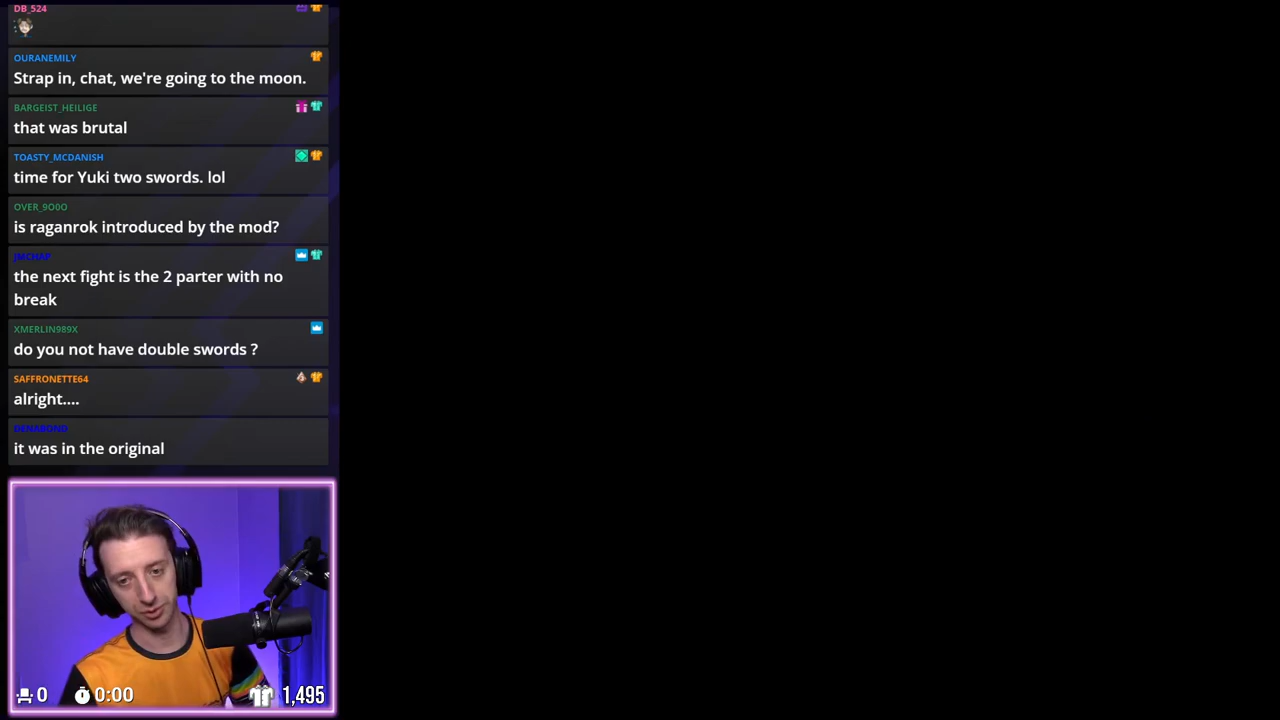 DB_524
OURANEMILY
Strap in, chat, we're going to the moon.
BARGEIST_HEILIGE
that was brutal
TOASTY_MCDANISH
time for Yuki two swords. lol
OVER_9000
is raganrok introduced by the mod?
JMCHAP
the next fight is the 2 parter with no
break
XMERLIN989X
do you not have double swords ?
SAFFRONETTE64
alright....
it was in the original
0
0:00
1,495